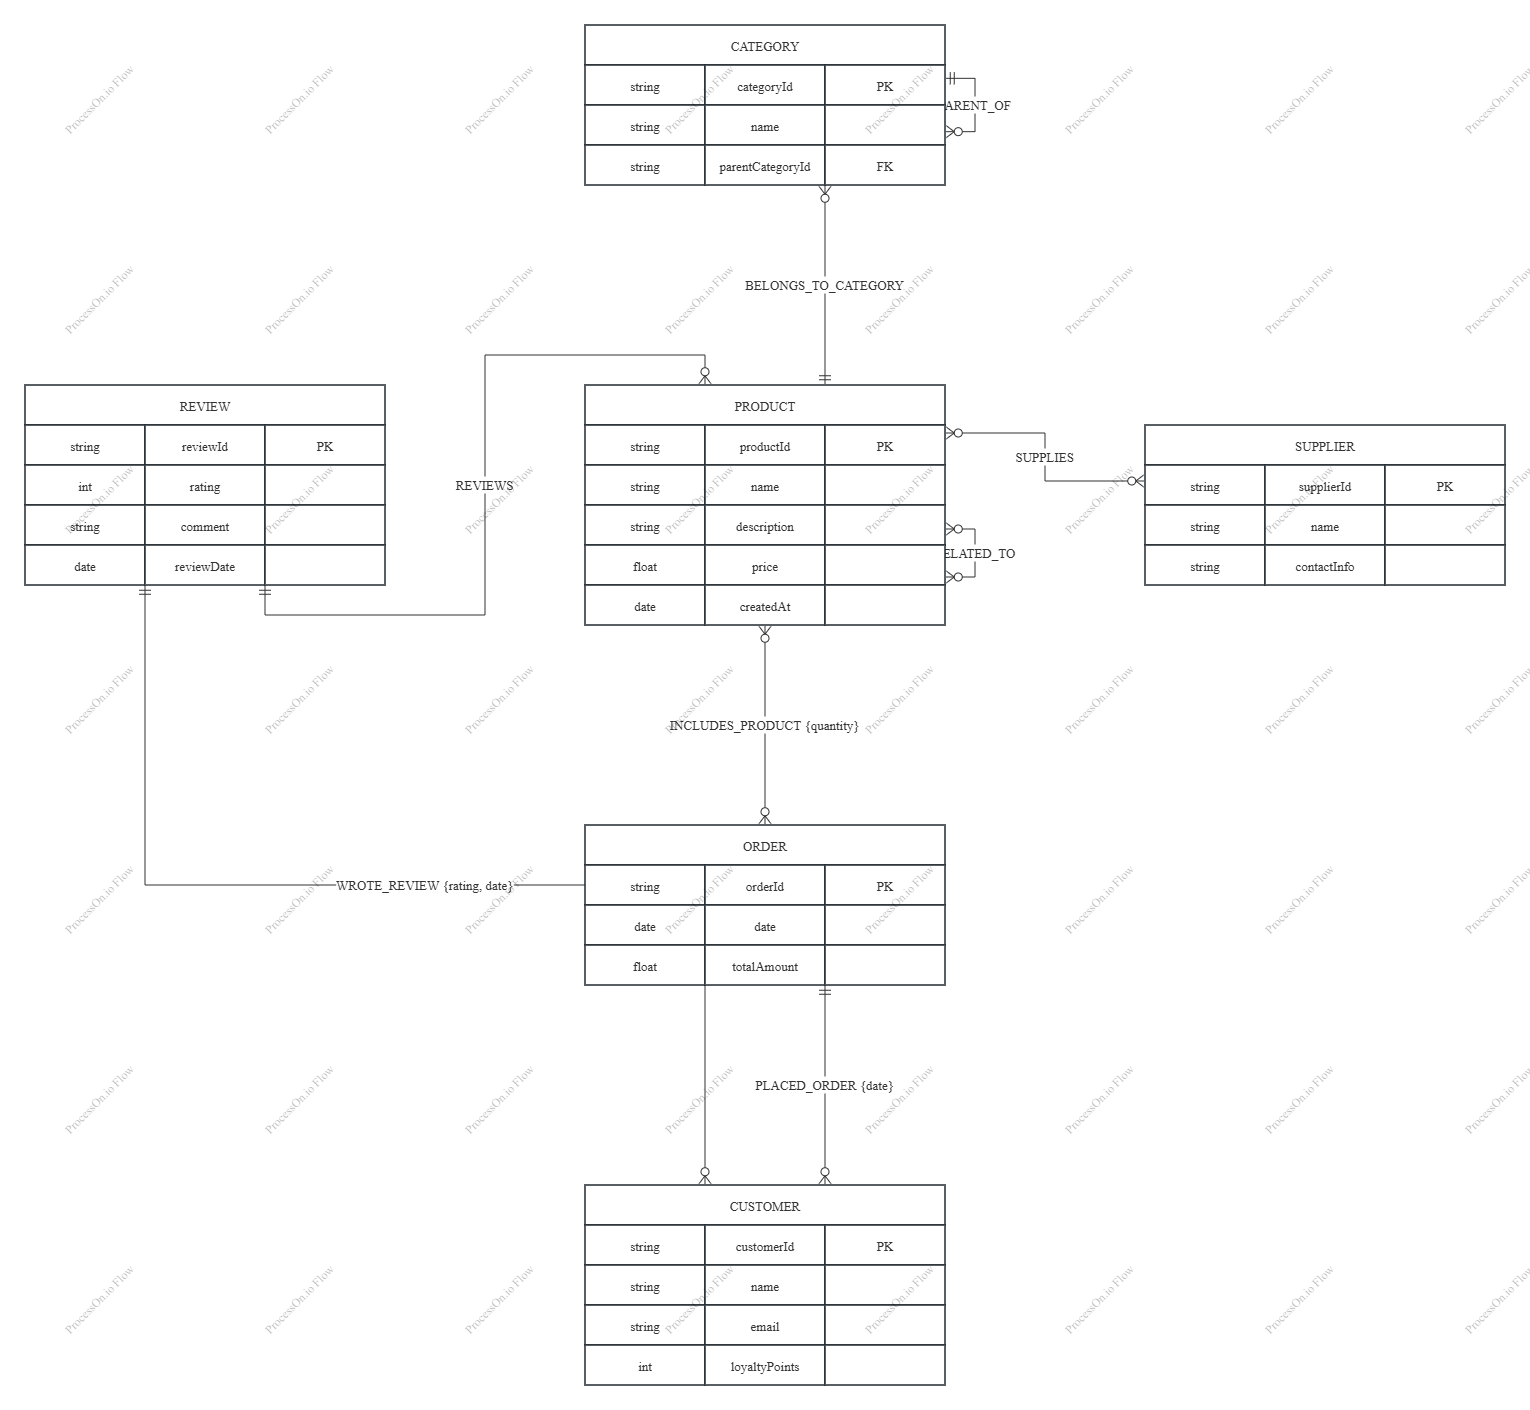 CATEGORY
string categoryId PK
ARENT_OF
string name
string parentCategoryId FK
BELONGS_TO_CATEGORY
REVIEW
string reviewId PK
int rating
string comment
date reviewDate
REVIEWS
PRODUCT
string productId PK
string name
string description
float price
date createdAt
SUPPLIES
ELATED_TO
SUPPLIER
string supplierId PK
string name
string contactInfo
INCLUDES_PRODUCT {quantity}
ORDER
string orderId PK
date date
float totalAmount
WROTE_REVIEW {rating, date}
PLACED_ORDER {date}
CUSTOMER
string customerId PK
string name
string email
int loyaltyPoints
ProcessOn.io Flow